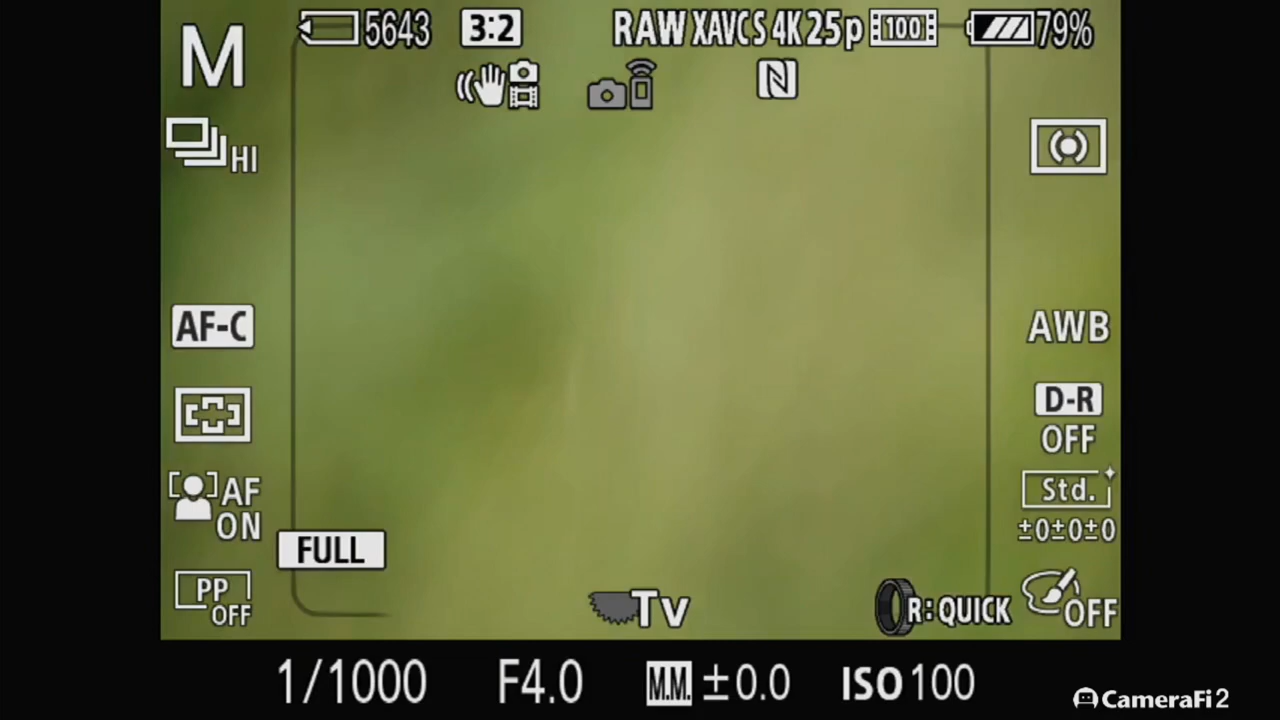 M 5643 3:2 RAW XAVC S 4K 25p 100 79%
N
HI
AF-C AWB
D-R
OFF
AF
ON
Std.
±0±0±0
FULL
PP
OFF
Tv R:QUICK OFF
1/1000 F4.0 M.M. ±0.0 ISO 100
CameraFi 2